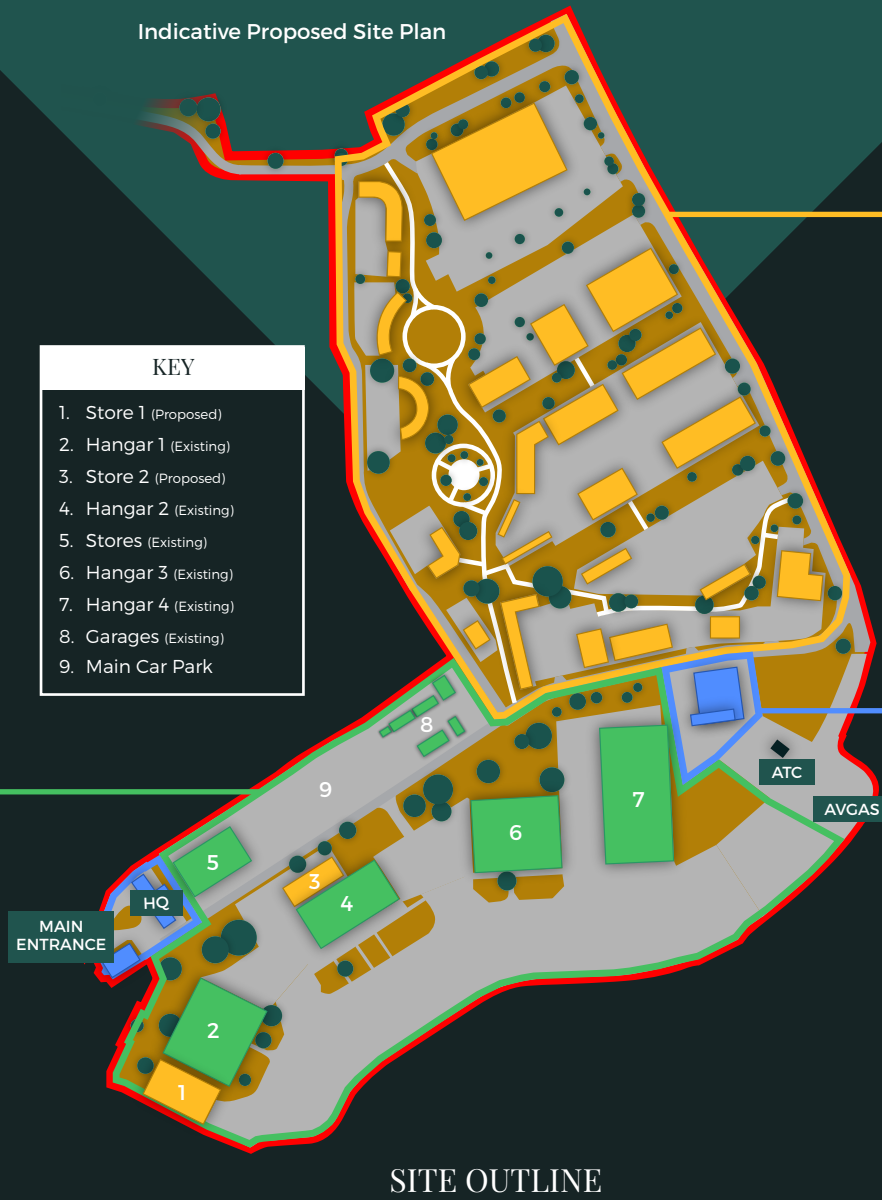 Indicative Proposed Site Plan
KEY
1. Store 1 (Proposed)
2. Hangar 1 (Existing)
3. Store 2 (Proposed)
4. Hangar 2 (Existing)
5. Stores (Existing)
6. Hangar 3 (Existing)
7. Hangar 4 (Existing)
8. Garages (Existing)
9. Main Car Park
8
9
ATC
7
AVGAS
6
5
3
4
HQ
MAIN
ENTRANCE
2
1
SITE OUTLINE